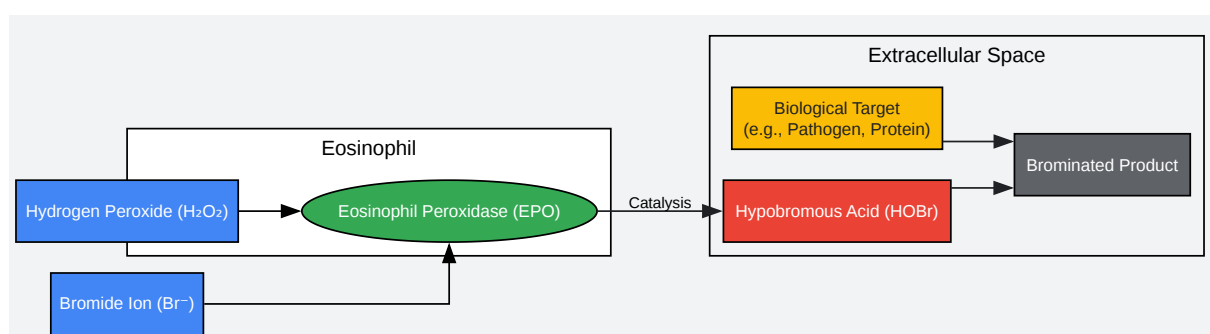 Extracellular Space
Biological Target
(e.g., Pathogen, Protein)
Eosinophil
Brominated Product
Hydrogen Peroxide (H₂O₂)
Eosinophil Peroxidase (EPO)
Catalysis
Hypobromous Acid (HOBr)
Bromide Ion (Br⁻)